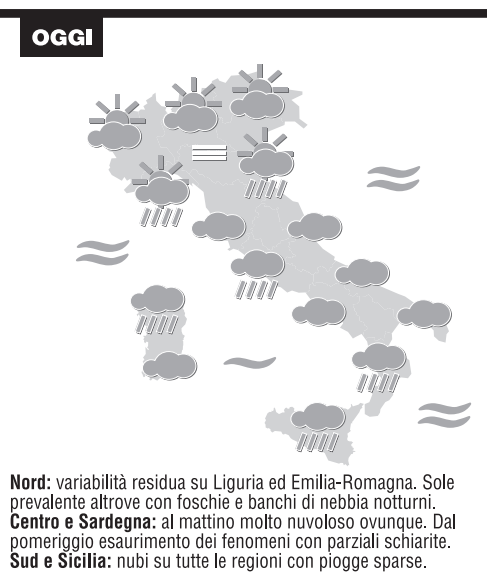 OGGI
Nord: variabilità residua su Liguria ed Emilia-Romagna. Sole
prevalente altrove con foschie e banchi di nebbia notturni.
Centro e Sardegna: al mattino molto nuvoloso ovunque. Dal
pomeriggio esaurimento dei fenomeni con parziali schiarite.
Sud e Sicilia: nubi su tutte le regioni con piogge sparse.